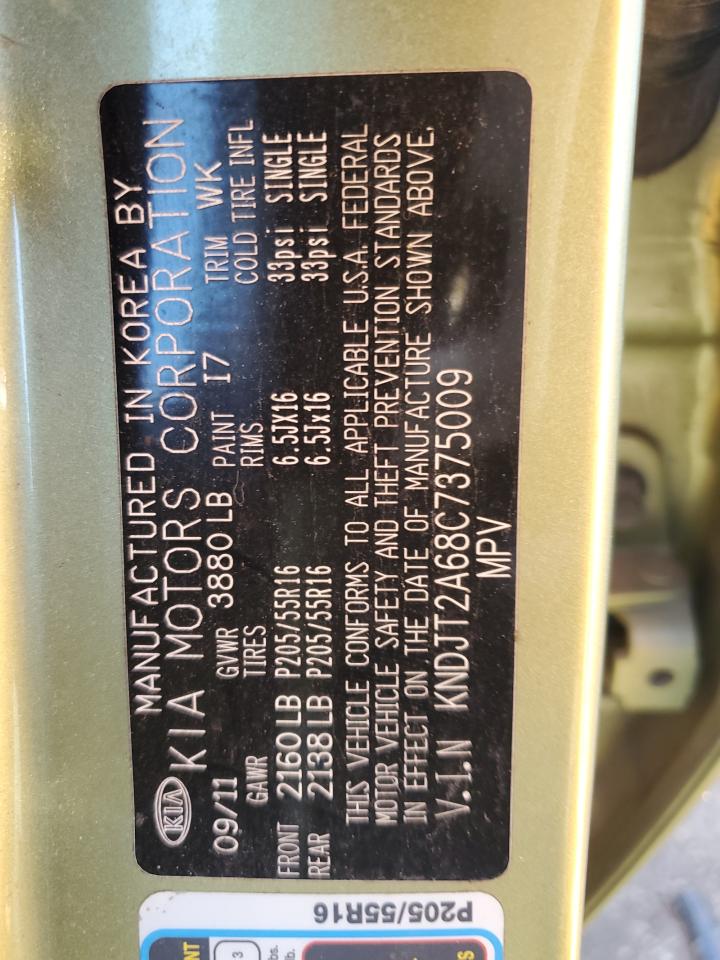 MANUFACTURED IN KOREA BY
KIA KIA MOTORS CORPORATION
09/11 GVWR 3880 LB PAINT I7 TRIM WK
GAWR TIRES RIMS COLD TIRE INFL
FRONT 2160 LB P205/55R16 6.5JX16 33psi SINGLE
REAR 2138 LB P205/55R16 6.5Jx16 33psi SINGLE
THIS VEHICLE CONFORMS TO ALL APPLICABLE U.S.A. FEDERAL
MOTOR VEHICLE SAFETY AND THEFT PREVENTION STANDARDS
IN EFFECT ON THE DATE OF MANUFACTURE SHOWN ABOVE.
V.I.N KNDJT2A68C7375009
MPV
P205/55R16
3
lb.